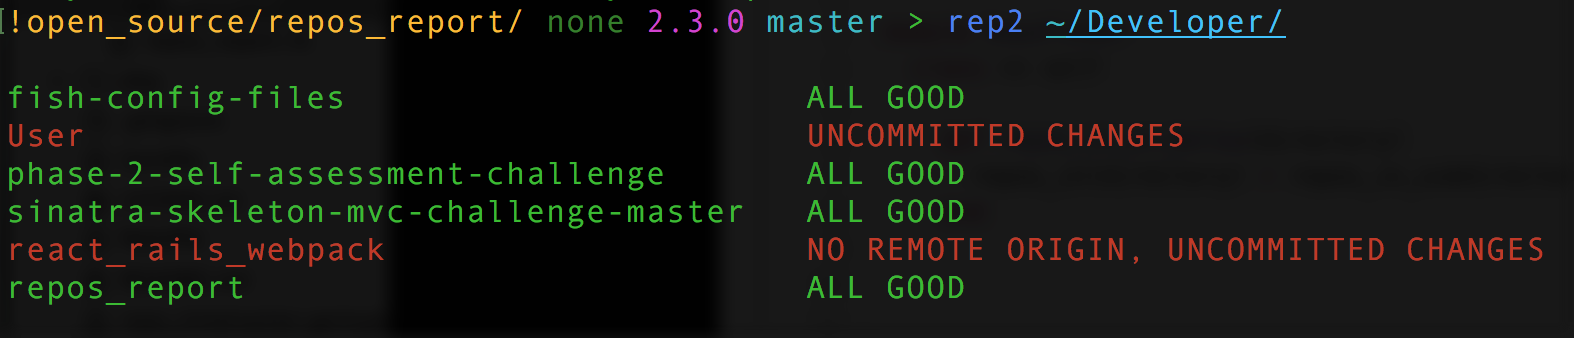 !open_source/repos_report/ none 2.3.0 master > rep2 ~/Developer/
fish-config-files ALL GOOD
User UNCOMMITTED CHANGES
phase-2-self-assessment-challenge ALL GOOD
sinatra-skeleton-mvc-challenge-master ALL GOOD
react_rails_webpack NO REMOTE ORIGIN, UNCOMMITTED CHANGES
repos_report ALL GOOD